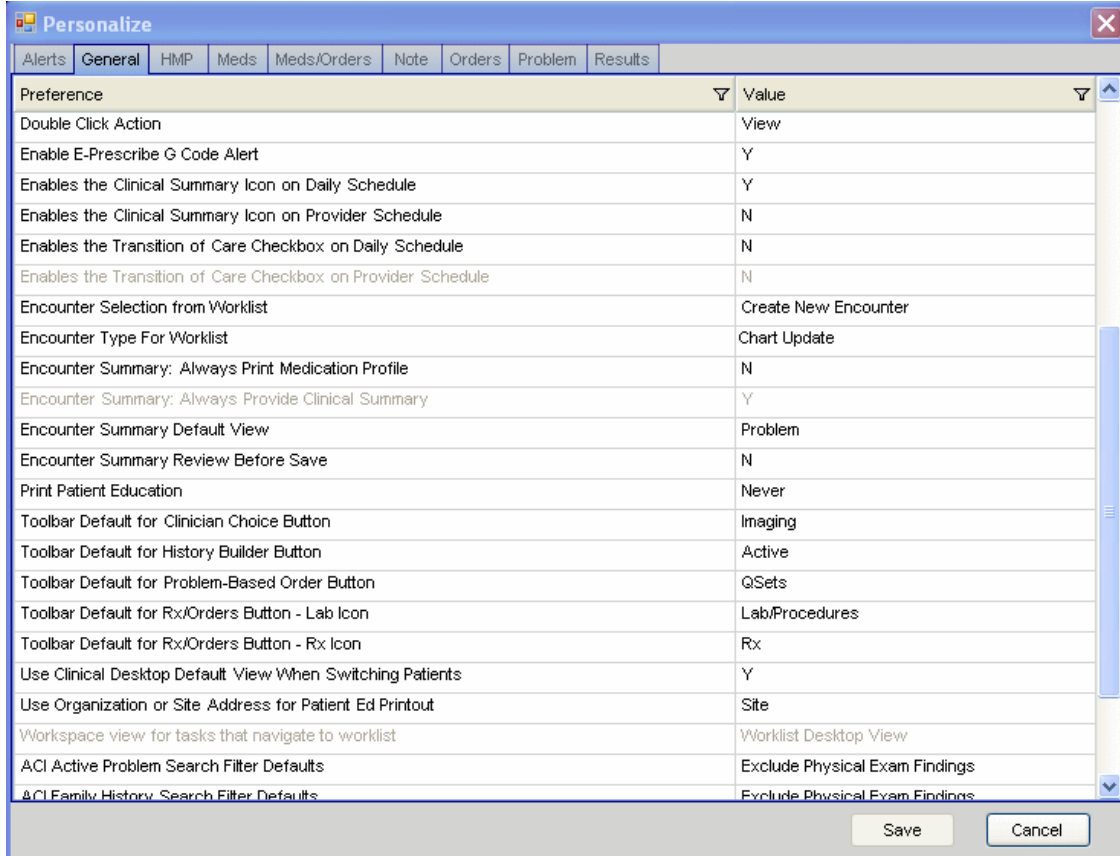 Personalize
Alerts General HMP Meds Meds/Orders Note Orders Problem Results
Preference Value
Double Click Action View
Enable E-Prescribe G Code Alert Y
Enables the Clinical Summary Icon on Daily Schedule Y
Enables the Clinical Summary Icon on Provider Schedule N
Enables the Transition of Care Checkbox on Daily Schedule N
Enables the Transition of Care Checkbox on Provider Schedule N
Encounter Selection from Worklist Create New Encounter
Encounter Type For Worklist Chart Update
Encounter Summary: Always Print Medication Profile N
Encounter Summary: Always Provide Clinical Summary Y
Encounter Summary Default View Problem
Encounter Summary Review Before Save N
Print Patient Education Never
Toolbar Default for Clinician Choice Button Imaging
Toolbar Default for History Builder Button Active
Toolbar Default for Problem-Based Order Button QSets
Toolbar Default for Rx/Orders Button - Lab Icon Lab/Procedures
Toolbar Default for Rx/Orders Button - Rx Icon Rx
Use Clinical Desktop Default View When Switching Patients Y
Use Organization or Site Address for Patient Ed Printout Site
Workspace view for tasks that navigate to worklist Worklist Desktop View
ACI Active Problem Search Filter Defaults Exclude Physical Exam Findings
ACI Family History Search Filter Defaults Exclude Physical Exam Findings
Save Cancel